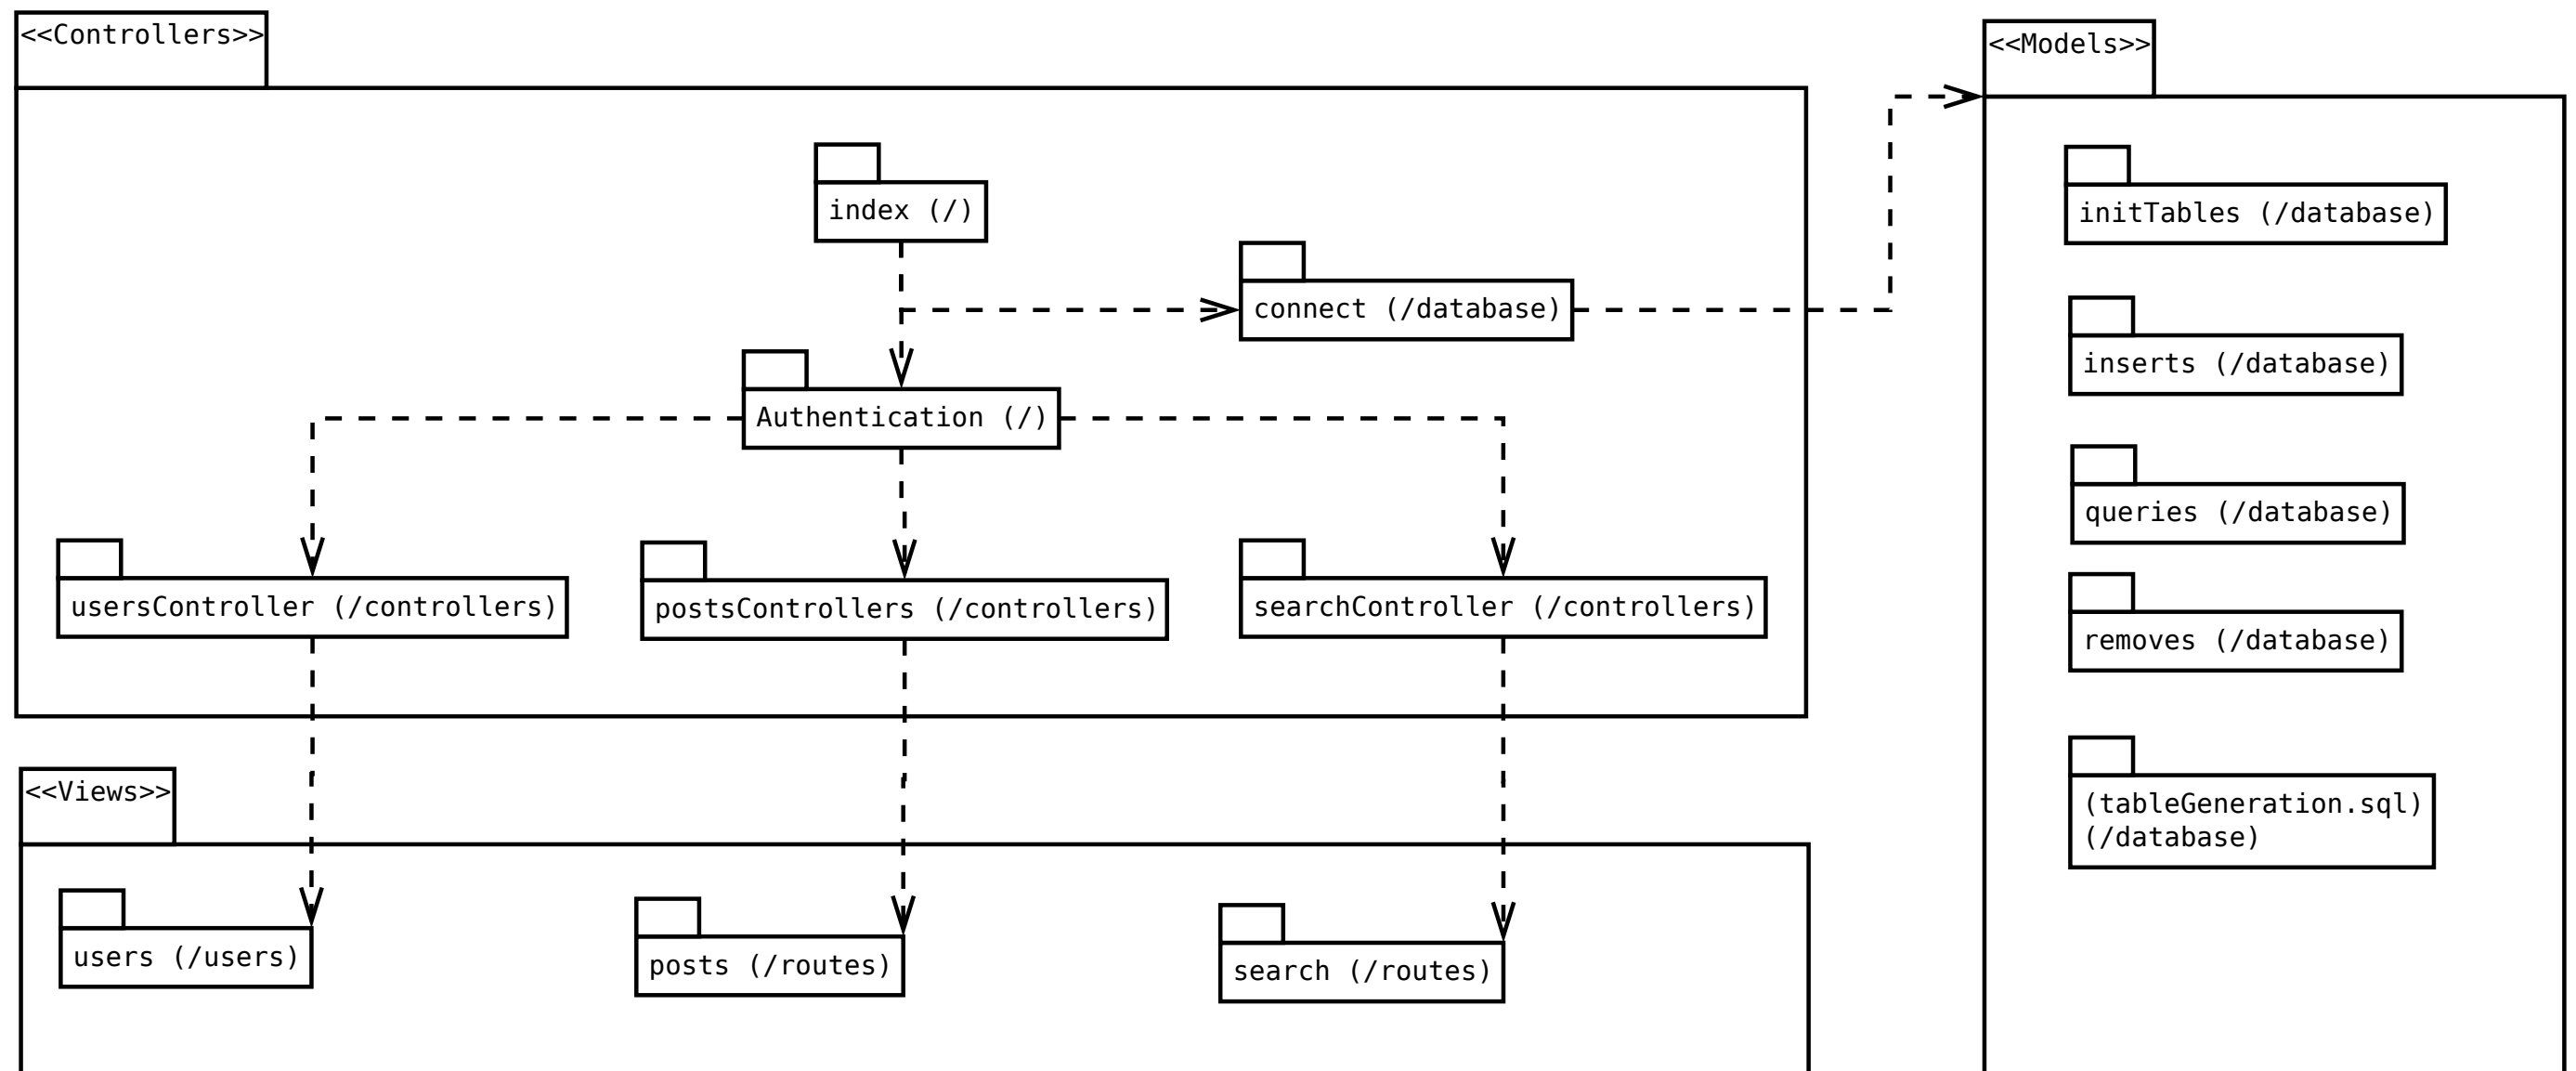 <<Controllers>>
index (/)
connect (/database)
Authentication (/)
usersController (/controllers)
postsControllers (/controllers)
searchController (/controllers)
<<Views>>
users (/users)
posts (/routes)
search (/routes)
<<Models>>
initTables (/database)
inserts (/database)
queries (/database)
removes (/database)
(tableGeneration.sql)
(/database)